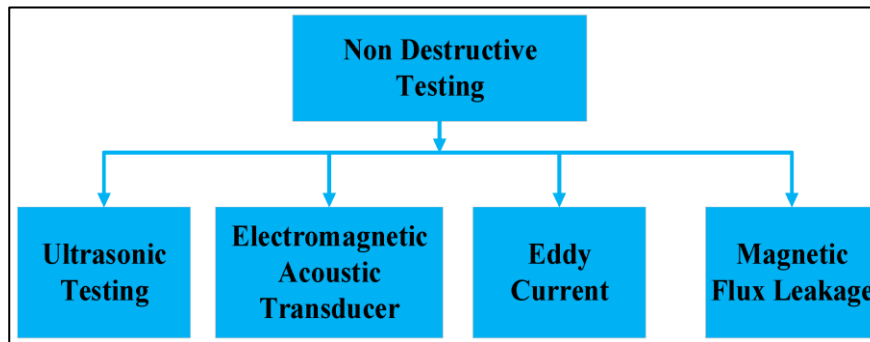 Non Destructive
Testing
Ultrasonic
Testing
Electromagnetic
Acoustic
Transducer
Eddy
Current
Magnetic
Flux Leakage